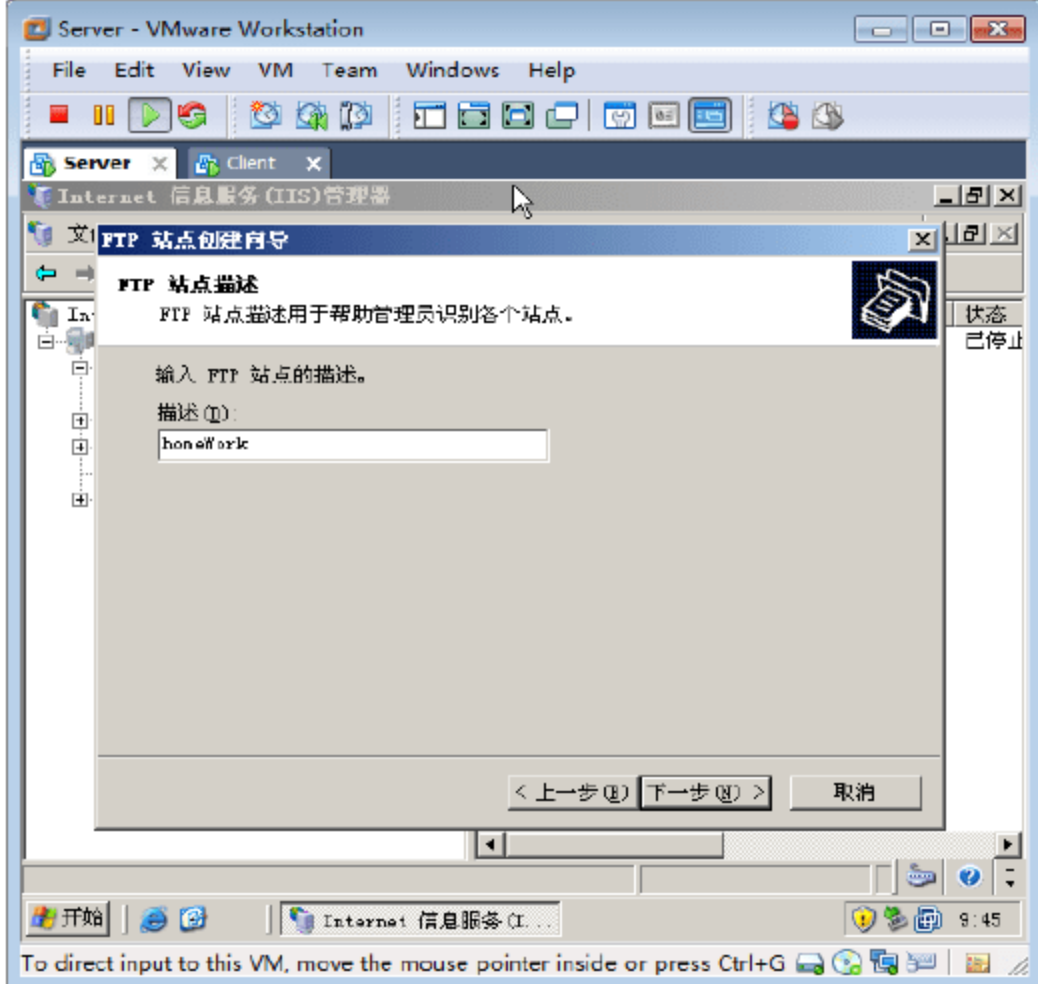 Server - VMware Workstation
File Edit View VM Team Windows Help
Server Client
Internet 信息服务(IIS)管理器
FTP 站点创建向导
FTP 站点描述
FTP 站点描述用于帮助管理员识别各个站点。
状态
已停止
输入 FTP 站点的描述。
描述(D):
homeWork
< 上一步(B) 下一步(N) > 取消
开始 Internet 信息服务(I... 9:45
To direct input to this VM, move the mouse pointer inside or press Ctrl+G